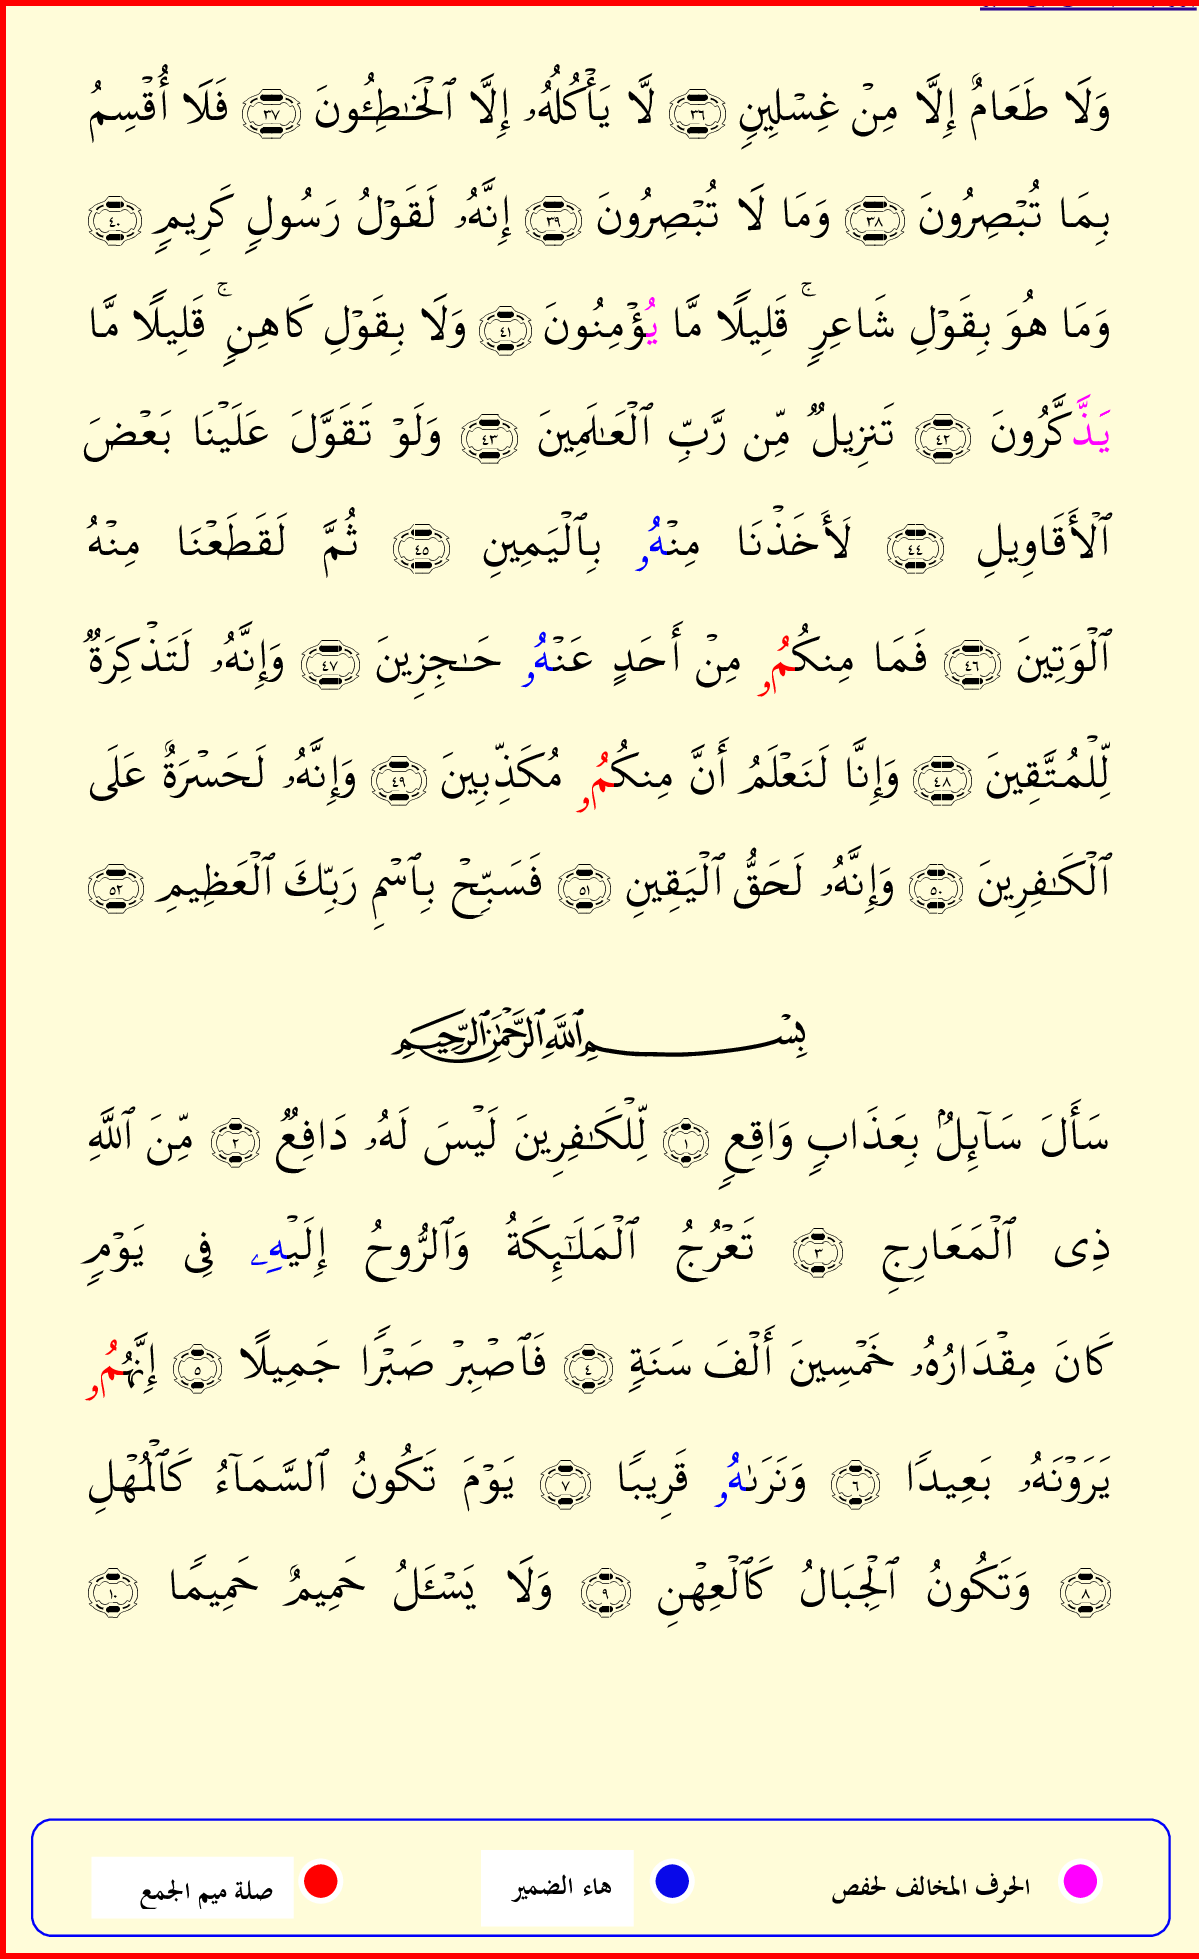 وَلَا طَعَامٌ إِلَّا مِنۡ غِسۡلِينٖ ٣٦ لَّا يَأۡكُلُهُۥ إِلَّا ٱلۡخَٰطِـُٔونَ ٣٧ فَلَا أُقۡسِمُ
بِمَا تُبۡصِرُونَ ٣٨ وَمَا لَا تُبۡصِرُونَ ٣٩ إِنَّهُۥ لَقَوۡلُ رَسُولٖ كَرِيمٖ ٤٠
وَمَا هُوَ بِقَوۡلِ شَاعِرٖۚ قَلِيلٗا مَّا يُؤۡمِنُونَ ٤١ وَلَا بِقَوۡلِ كَاهِنٖۚ قَلِيلٗا مَّا
يَذَّكَّرُونَ ٤٢ تَنزِيلٞ مِّن رَّبِّ ٱلۡعَٰلَمِينَ ٤٣ وَلَوۡ تَقَوَّلَ عَلَيۡنَا بَعۡضَ
ٱلۡأَقَاوِيلِ ٤٤ لَأَخَذۡنَا مِنۡهُۥ بِٱلۡيَمِينِ ٤٥ ثُمَّ لَقَطَعۡنَا مِنۡهُ
ٱلۡوَتِينَ ٤٦ فَمَا مِنكُمُۥ مِنۡ أَحَدٍ عَنۡهُۥ حَٰجِزِينَ ٤٧ وَإِنَّهُۥ لَتَذۡكِرَةٞ
لِّلۡمُتَّقِينَ ٤٨ وَإِنَّا لَنَعۡلَمُ أَنَّ مِنكُمُۥ مُكَذِّبِينَ ٤٩ وَإِنَّهُۥ لَحَسۡرَةٌ عَلَى
ٱلۡكَٰفِرِينَ ٥٠ وَإِنَّهُۥ لَحَقُّ ٱلۡيَقِينِ ٥١ فَسَبِّحۡ بِٱسۡمِ رَبِّكَ ٱلۡعَظِيمِ ٥٢
بِسۡمِ ٱللَّهِ ٱلرَّحۡمَٰنِ ٱلرَّحِيمِ
سَأَلَ سَآئِلُۢ بِعَذَابٖ وَاقِعٖ ١ لِّلۡكَٰفِرِينَ لَيۡسَ لَهُۥ دَافِعٞ ٢ مِّنَ ٱللَّهِ
ذِى ٱلۡمَعَارِجِ ٣ تَعۡرُجُ ٱلۡمَلَٰٓئِكَةُ وَٱلرُّوحُ إِلَيۡهِۦ فِى يَوۡمٖ
كَانَ مِقۡدَارُهُۥ خَمۡسِينَ أَلۡفَ سَنَةٖ ٤ فَٱصۡبِرۡ صَبۡرٗا جَمِيلًا ٥ إِنَّهُمُۥ
يَرَوۡنَهُۥ بَعِيدٗا ٦ وَنَرَىٰهُۥ قَرِيبٗا ٧ يَوۡمَ تَكُونُ ٱلسَّمَآءُ كَٱلۡمُهۡلِ
٨ وَتَكُونُ ٱلۡجِبَالُ كَٱلۡعِهۡنِ ٩ وَلَا يَسۡـَٔلُ حَمِيمٌ حَمِيمٗا ١٠
الحرف المخالف لحفص هاء الضمير صلة ميم الجمع